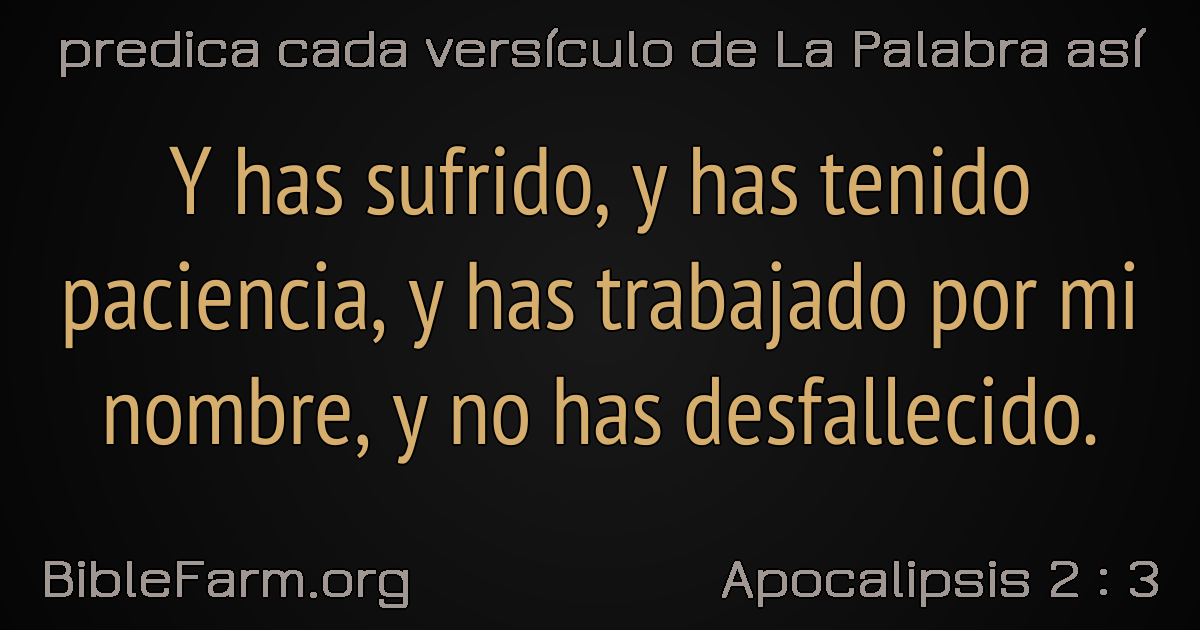 predica cada versículo de La Palabra así
Y has sufrido, y has tenido
paciencia, y has trabajado por mi
nombre, y no has desfallecido.
BibleFarm.org
Apocalipsis 2 : 3